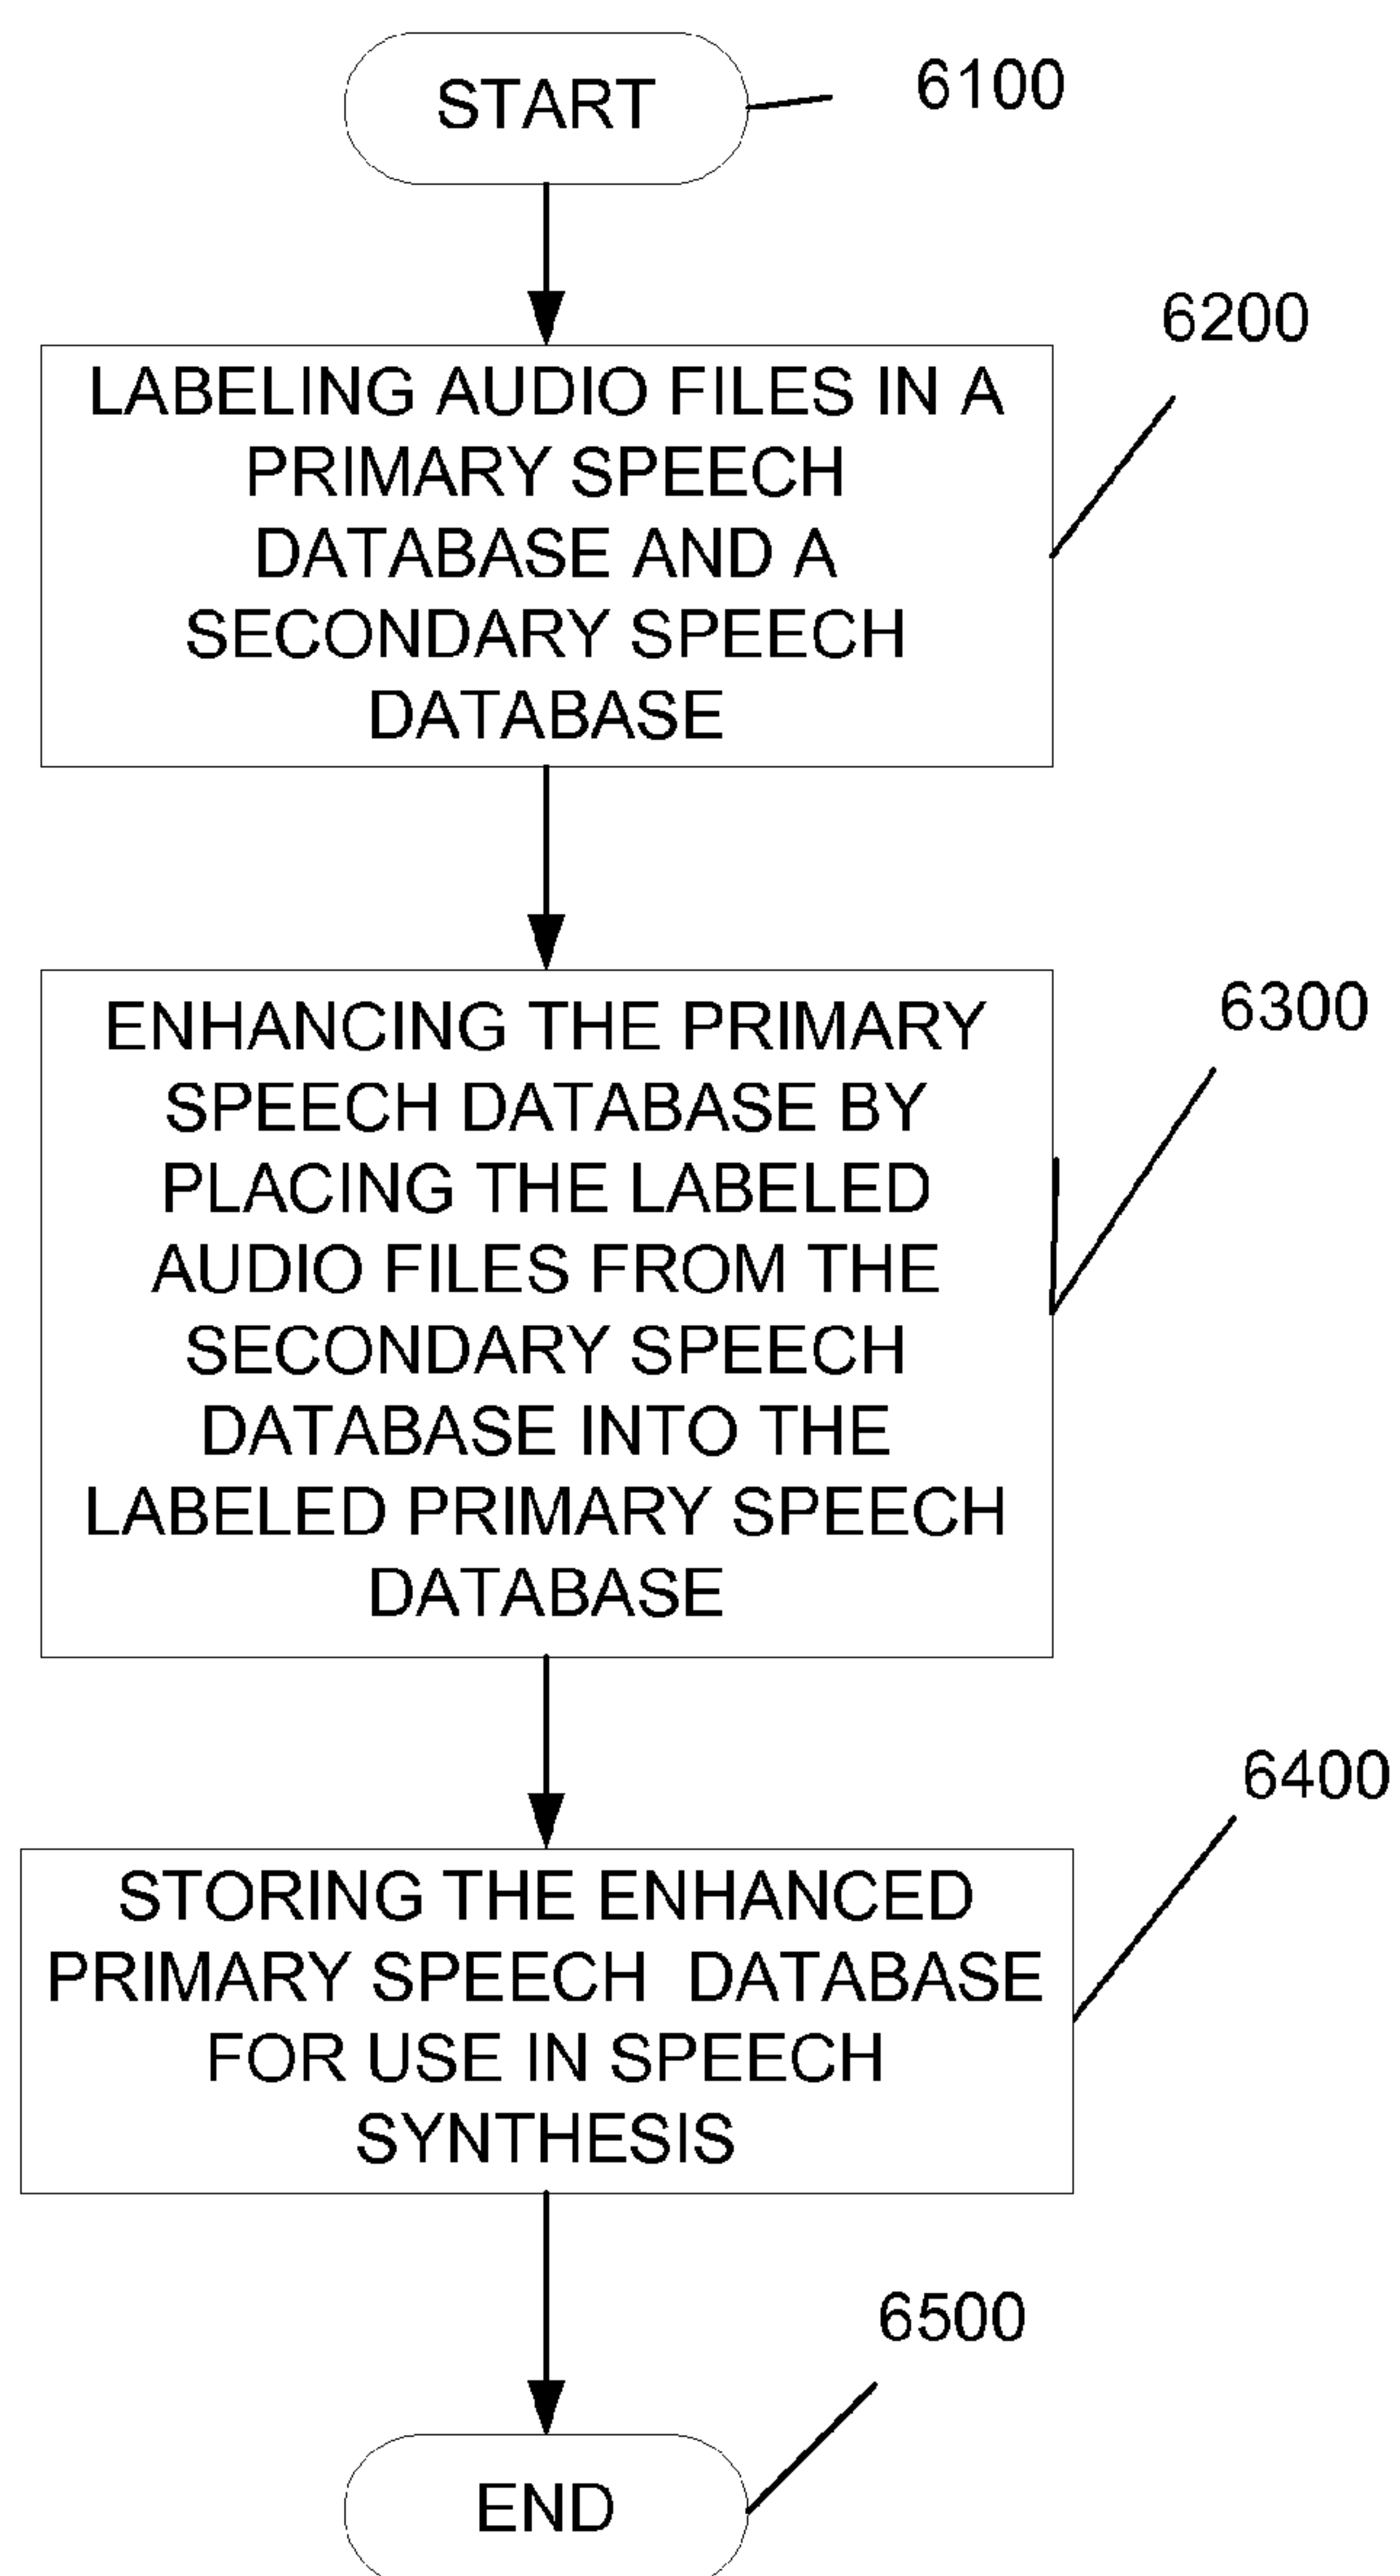 START
6100
6200
LABELING AUDIO FILES IN A
PRIMARY SPEECH
DATABASE AND A
SECONDARY SPEECH
DATABASE
6300
ENHANCING THE PRIMARY
SPEECH DATABASE BY
PLACING THE LABELED
AUDIO FILES FROM THE
SECONDARY SPEECH
DATABASE INTO THE
LABELED PRIMARY SPEECH
DATABASE
6400
STORING THE ENHANCED
PRIMARY SPEECH DATABASE
FOR USE IN SPEECH
SYNTHESIS
6500
END